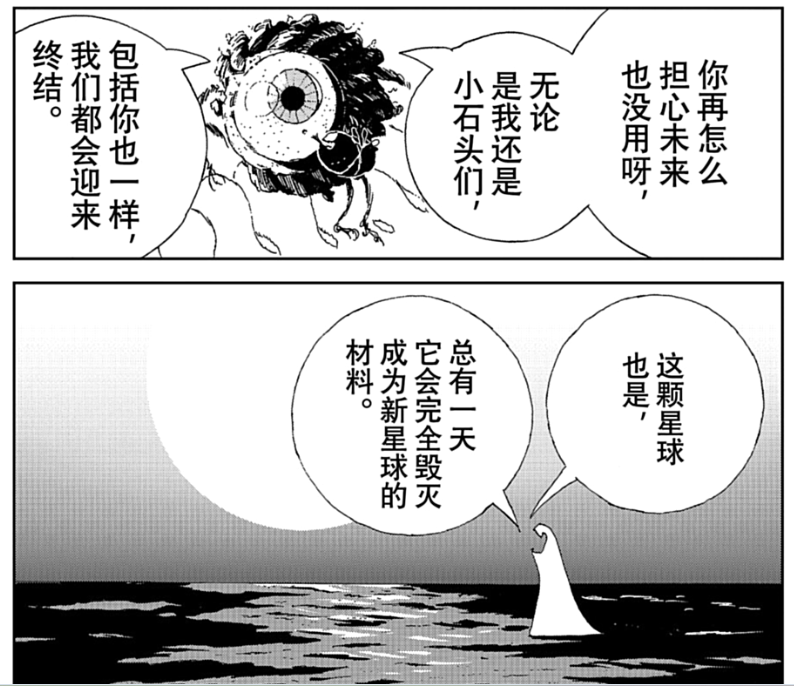 你再怎么
担心未来
也没用呀，
无论
是我还是
小石头们，
包括你也一样，
我们都会迎来
终结。
这颗星球
也是，
总有一天
它会完全毁灭
成为新星球的
材料。